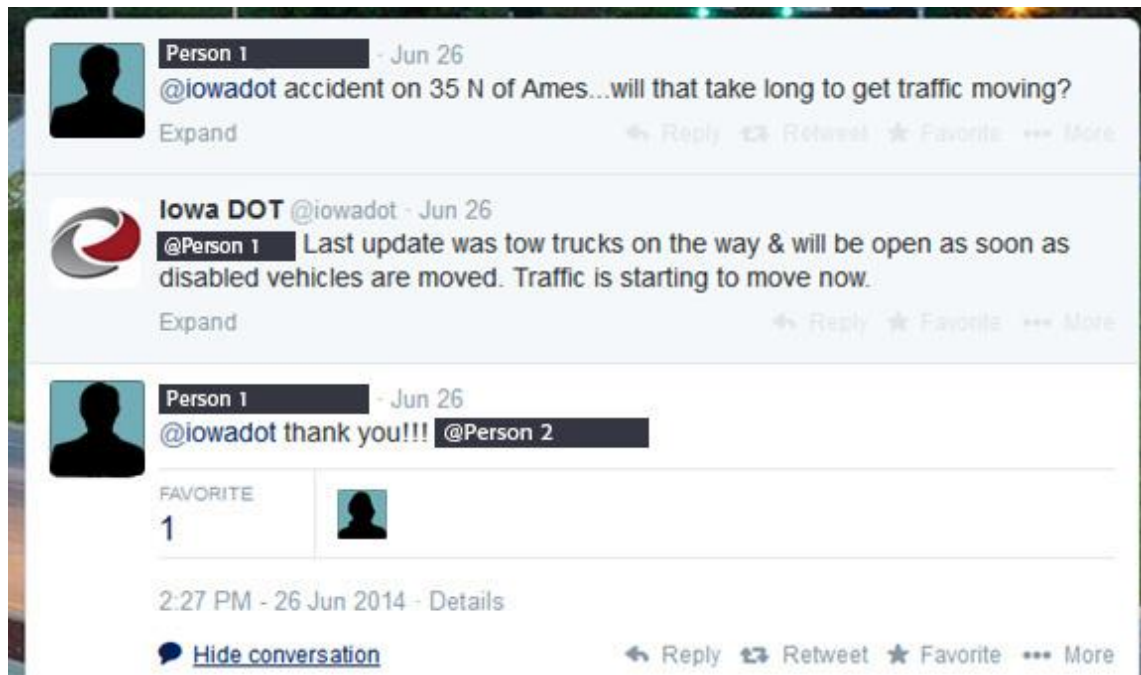 Person 1 · Jun 26
@iowadot accident on 35 N of Ames...will that take long to get traffic moving?
Expand Reply Retweet Favorite More
Iowa DOT @iowadot · Jun 26
@Person 1 Last update was tow trucks on the way & will be open as soon as
disabled vehicles are moved. Traffic is starting to move now.
Expand Reply Favorite More
Person 1 · Jun 26
@iowadot thank you!!! @Person 2
FAVORITE
1
2:27 PM - 26 Jun 2014 · Details
Hide conversation Reply Retweet Favorite More